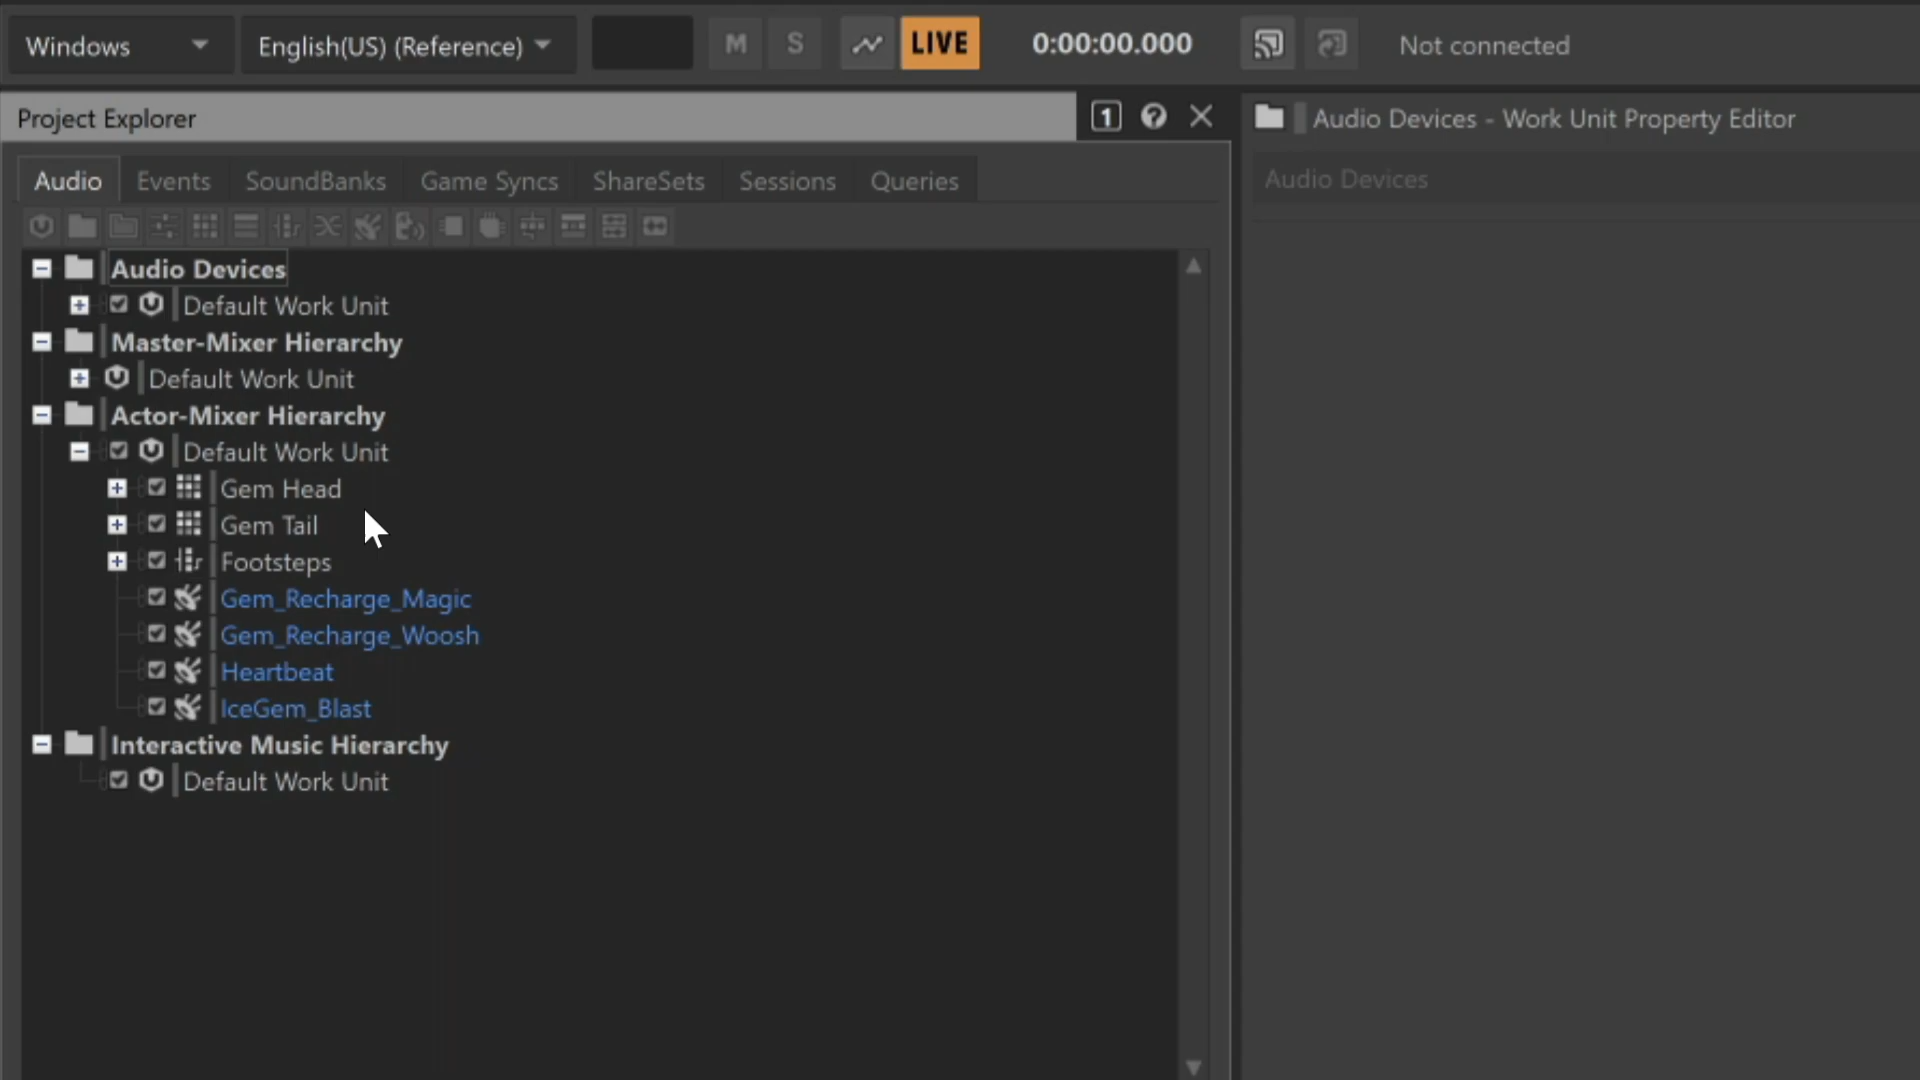 Windows English(US) (Reference) M S LIVE 0:00:00.000 Not connected
Project Explorer 1
Audio Devices - Work Unit Property Editor
Audio Events SoundBanks Game Syncs ShareSets Sessions Queries
Audio Devices
Audio Devices
Default Work Unit
Master-Mixer Hierarchy
Default Work Unit
Actor-Mixer Hierarchy
Default Work Unit
Gem Head
Gem Tail
Footsteps
Gem_Recharge_Magic
Gem_Recharge_Woosh
Heartbeat
IceGem_Blast
Interactive Music Hierarchy
Default Work Unit